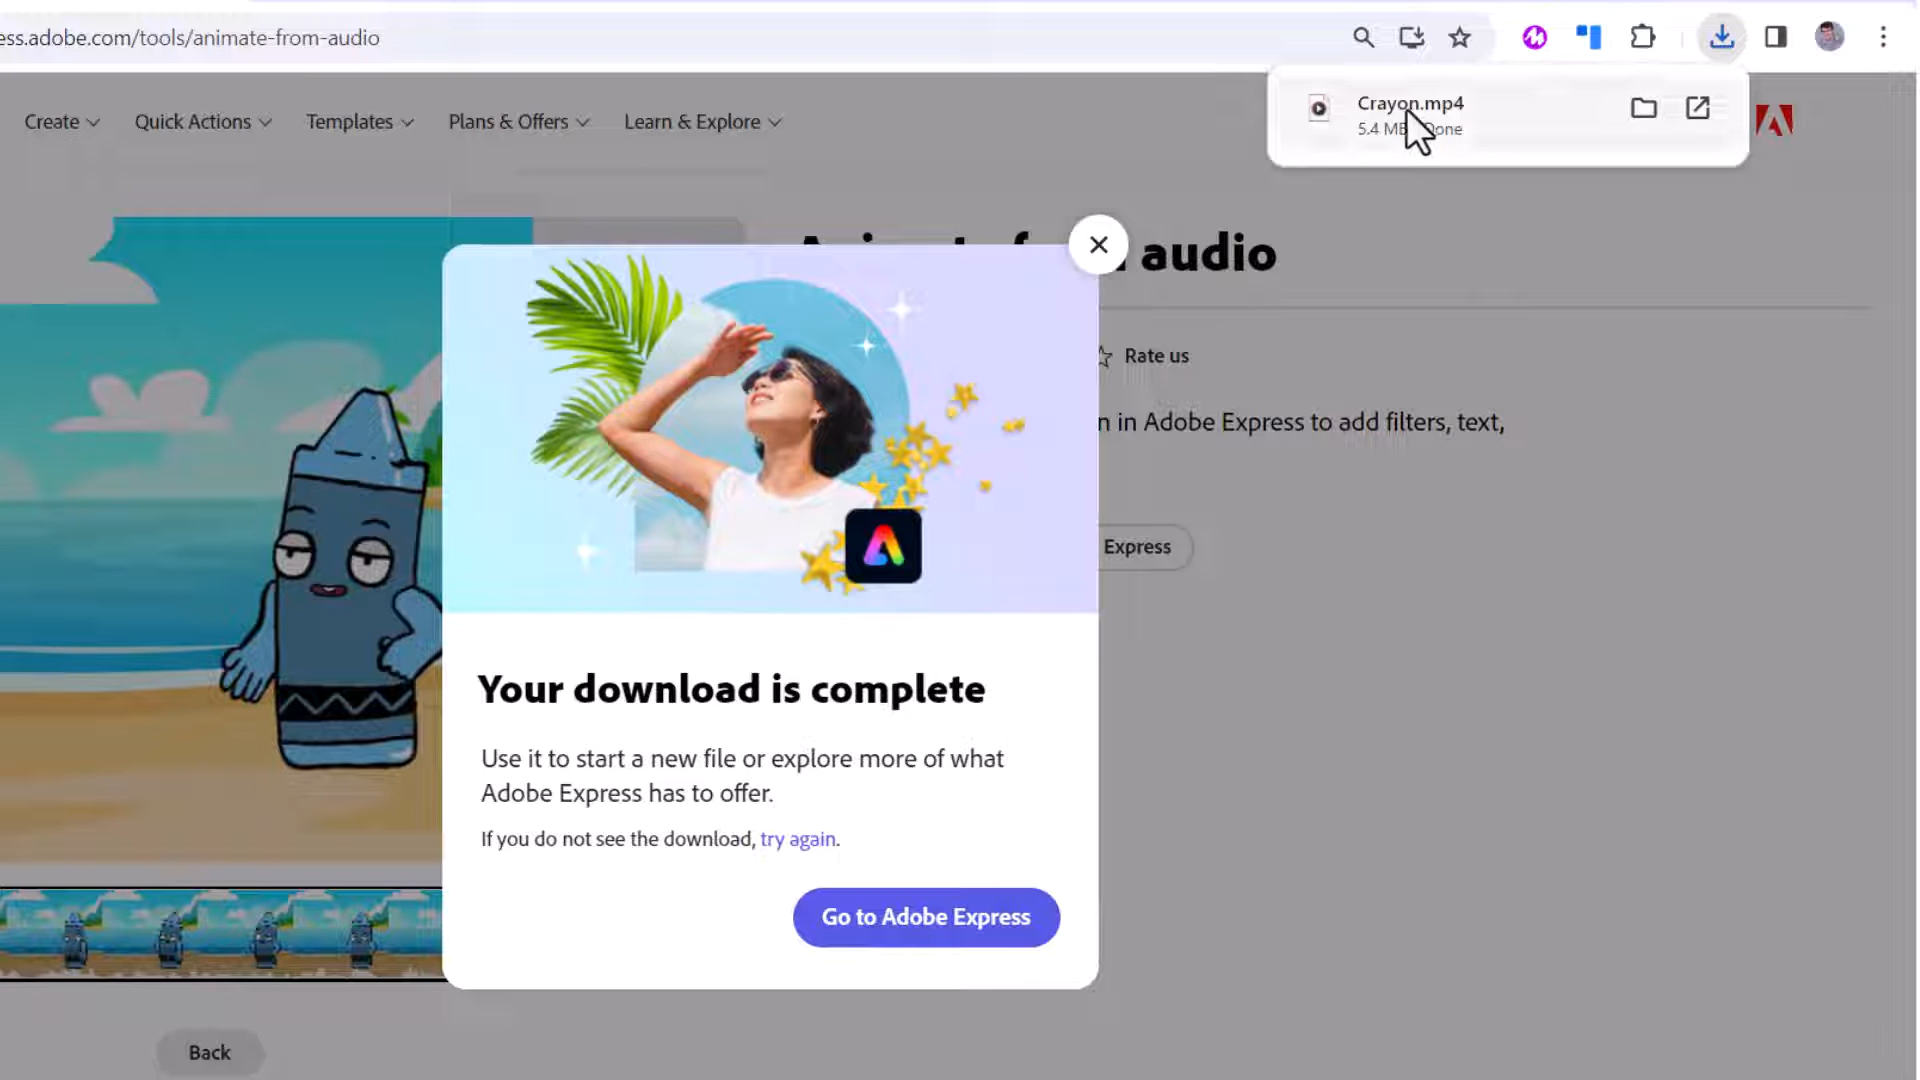 ess.adobe.com/tools/animate-from-audio
Crayon.mp4
5.4 MB Done
Create
Quick Actions
Templates
Plans & Offers
Learn & Explore
audio
Rate us
n in Adobe Express to add filters, text,
Express
Your download is complete
Use it to start a new file or explore more of what
Adobe Express has to offer.
If you do not see the download, try again.
Go to Adobe Express
Back